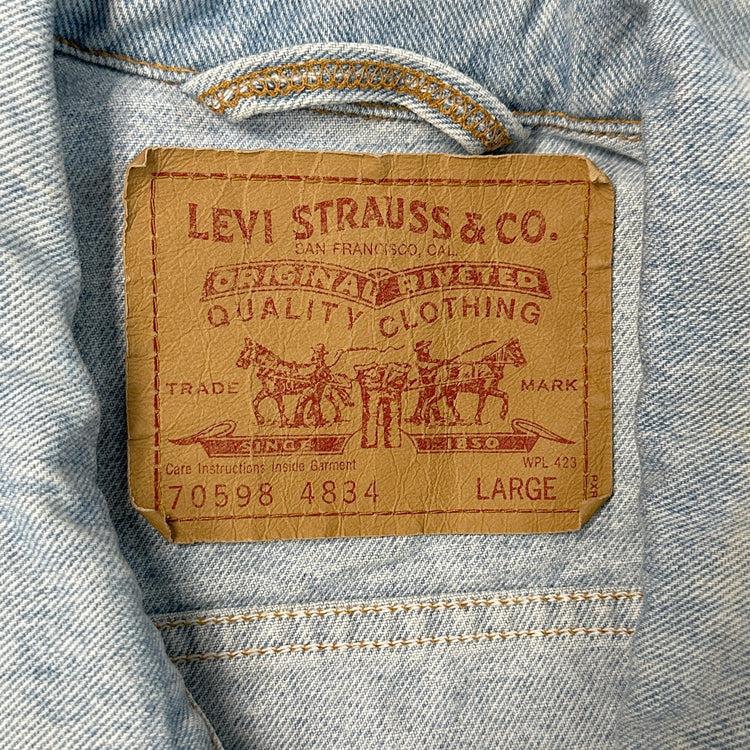 LEVI STRAUSS & CO.
SAN FRANCISCO, CAL.
ORIGINAL RIVETED
QUALITY CLOTHING
TRADE MARK
SINCE 1850
Care Instructions Inside Garment WPL 423
70598 4834 LARGE